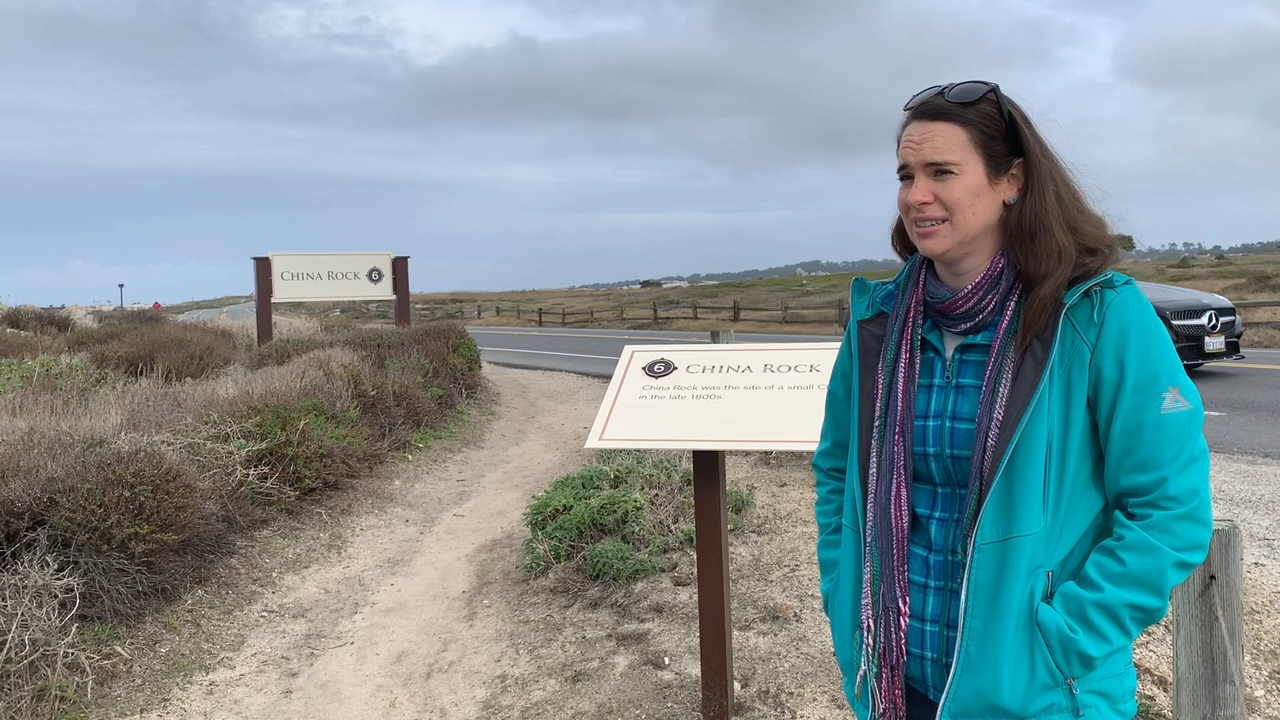 CHINA ROCK 6
6 CHINA ROCK
China Rock was the site of a small
in the late 1800s.